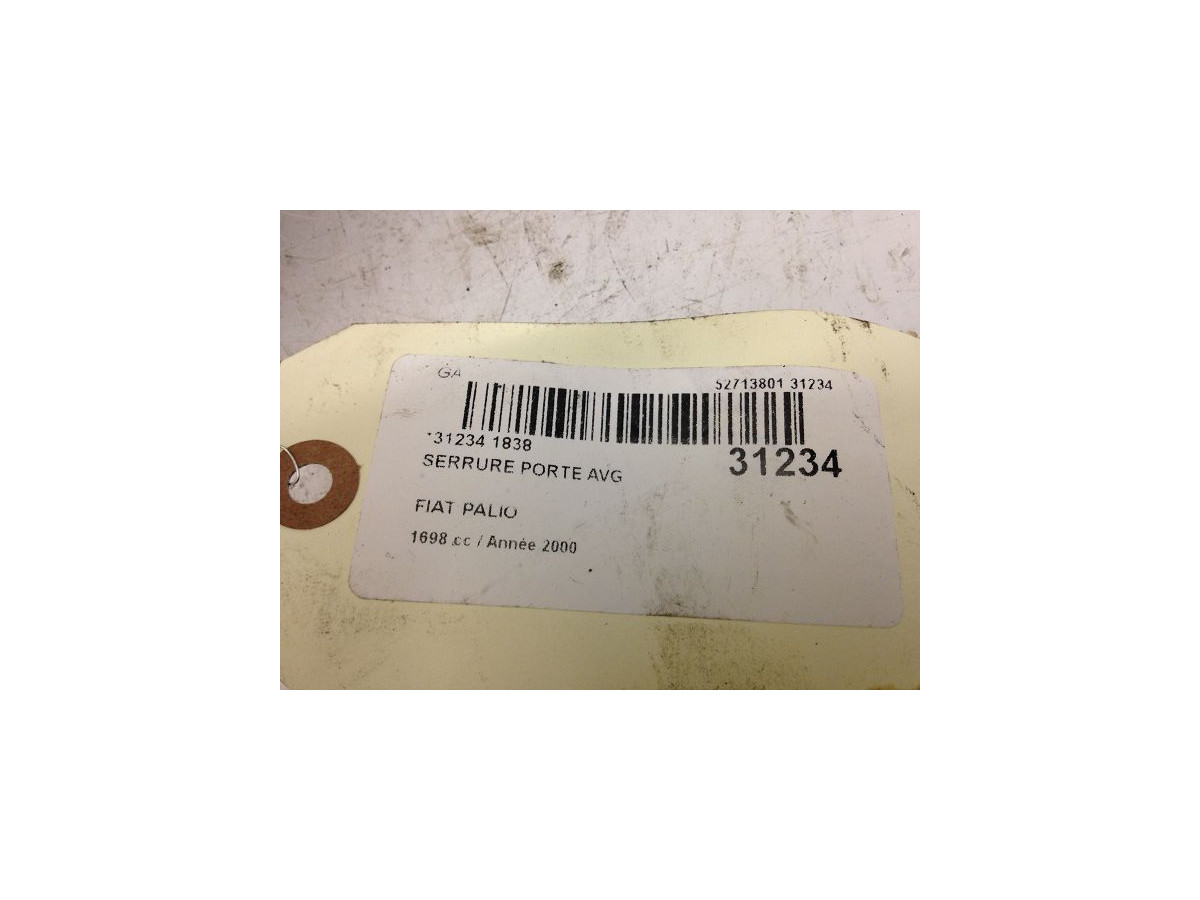 GA
52713801 31234
*31234 1838
31234
SERRURE PORTE AVG
FIAT PALIO
1698 cc / Année 2000